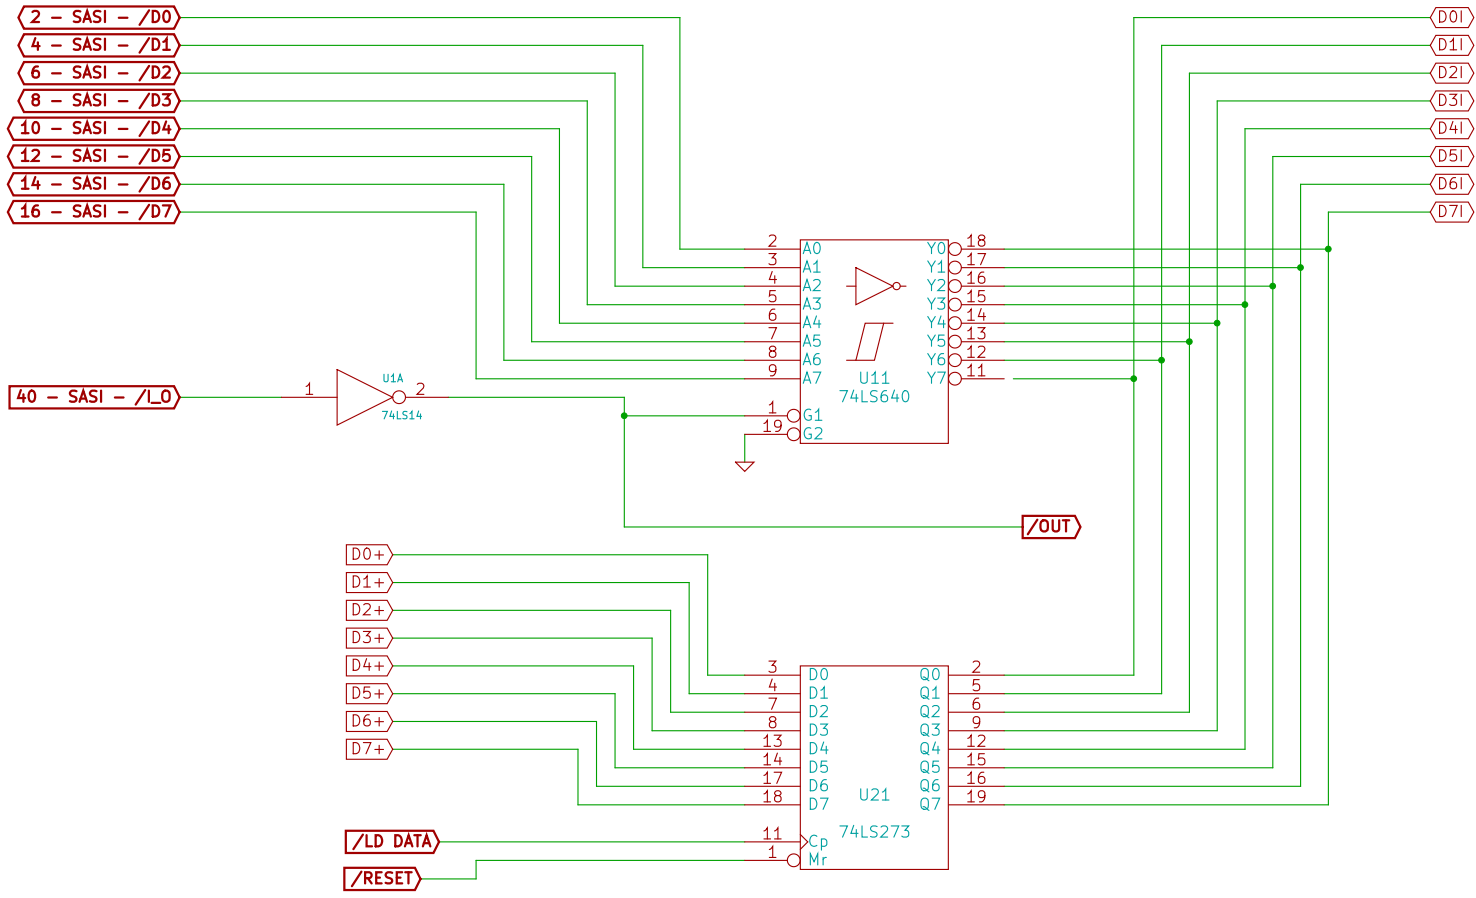 2 - SASI - /D0
4 - SASI - /D1
6 - SASI - /D2
8 - SASI - /D3
10 - SASI - /D4
12 - SASI - /D5
14 - SASI - /D6
16 - SASI - /D7
D0I
D1I
D2I
D3I
D4I
D5I
D6I
D7I
2 A0 Y0 18
3 A1 Y1 17
4 A2 Y2 16
5 A3 Y3 15
6 A4 Y4 14
7 A5 Y5 13
8 A6 Y6 12
9 A7 Y7 11
U11
74LS640
1 G1
19 G2
40 - SASI - /I_O
1 U1A 2
74LS14
/OUT
D0+
D1+
D2+
D3+
D4+
D5+
D6+
D7+
3 D0 Q0 2
4 D1 Q1 5
7 D2 Q2 6
8 D3 Q3 9
13 D4 Q4 12
14 D5 Q5 15
17 D6 Q6 16
18 D7 Q7 19
U21
74LS273
/LD DATA
11 Cp
1 Mr
/RESET